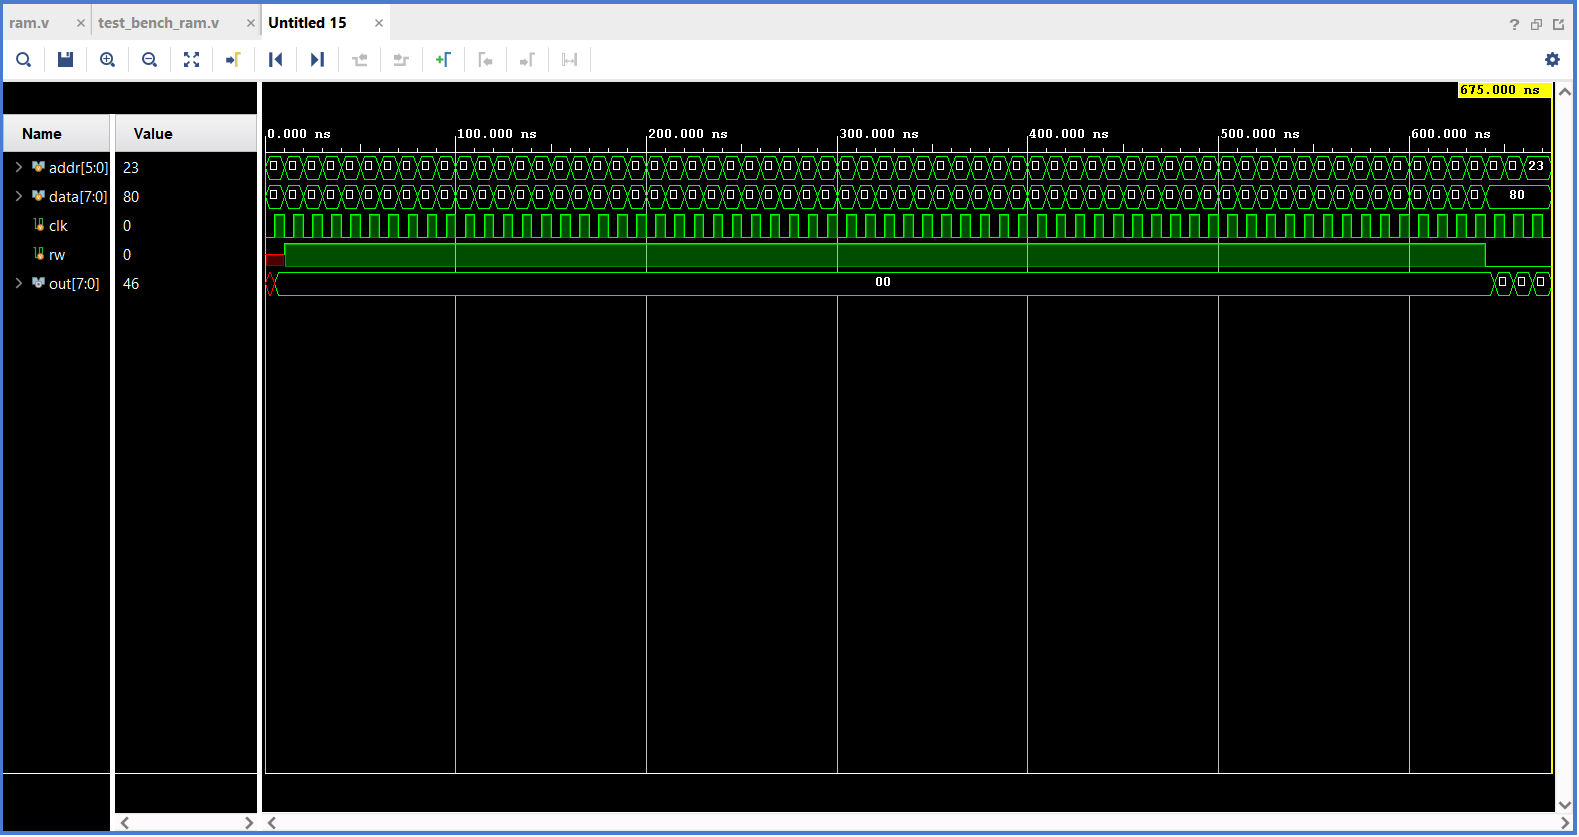 ram.v
test_bench_ram.v
Untitled 15
675.000 ns
Name Value
0.000 ns 100.000 ns 200.000 ns 300.000 ns 400.000 ns 500.000 ns 600.000 ns
addr[5:0] 23 23
data[7:0] 80 80
clk 0
rw 0
out[7:0] 46 00